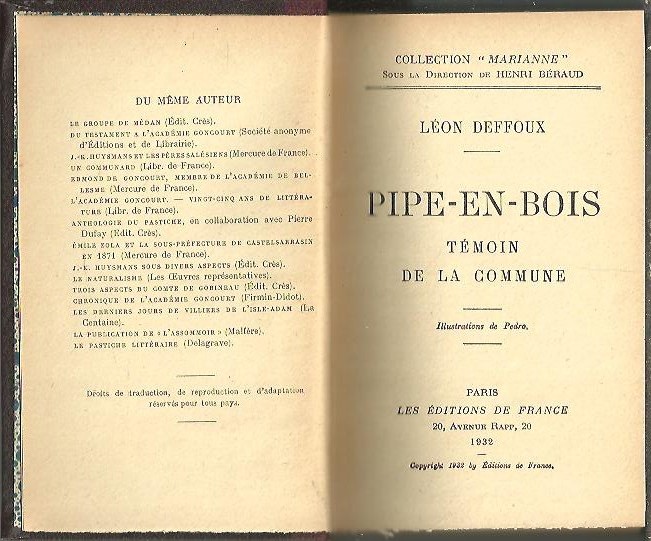 DU MÊME AUTEUR
LE GROUPE DE MÉDAN (Édit. Crès).
DU TESTAMENT A L'ACADÉMIE GONCOURT (Société anonyme
d'Éditions et de Librairie).
J.-K. HUYSMANS ET LES PÈRES SALÉSIENS (Mercure de France).
UN COMMUNARD (Libr. de France).
EDMOND DE GONCOURT, MEMBRE DE L'ACADÉMIE DE BEL-
LESME (Mercure de France).
L'ACADÉMIE GONCOURT. — VINGT-CINQ ANS DE LITTÉRA-
TURE (Libr. de France).
ANTHOLOGIE DU PASTICHE, en collaboration avec Pierre
Dufay (Édit. Crès).
ÉMILE ZOLA ET LA SOUS-PRÉFECTURE DE CASTELSARRASIN
EN 1871 (Mercure de France).
J.-K. HUYSMANS SOUS DIVERS ASPECTS (Édit. Crès).
LE NATURALISME (Les Œuvres représentatives).
TROIS ASPECTS DU COMTE DE GOBINEAU (Édit. Crès).
CHRONIQUE DE L'ACADÉMIE GONCOURT (Firmin-Didot).
LES DERNIERS JOURS DE VILLIERS DE L'ISLE-ADAM (La
Centaine).
LA PUBLICATION DE « L'ASSOMMOIR » (Malfère).
LE PASTICHE LITTÉRAIRE (Delagrave).
Droits de traduction, de reproduction et d'adaptation
réservés pour tous pays.
COLLECTION "MARIANNE"
SOUS LA DIRECTION DE HENRI BÉRAUD
LÉON DEFFOUX
PIPE-EN-BOIS
TÉMOIN
DE LA COMMUNE
Illustrations de Pedro.
PARIS
LES ÉDITIONS DE FRANCE
20, AVENUE RAPP, 20
1932
Copyright 1932 by Éditions de France.